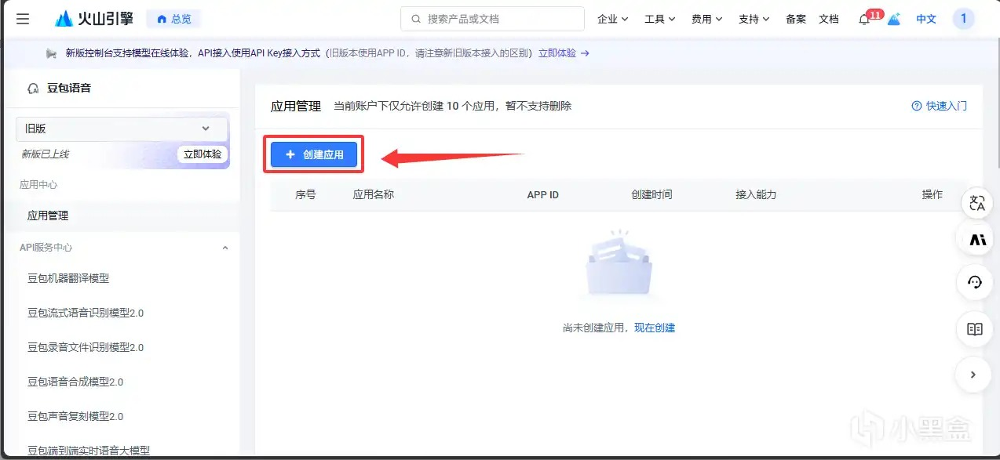 火山引擎 总览 搜索产品或文档 企业 工具 费用 支持 备案 文档 11 中文 1
新版控制台支持模型在线体验，API接入使用API Key接入方式（旧版本使用APP ID，请注意新旧版本接入的区别） 立即体验 →
豆包语音
旧版
新版已上线 立即体验
应用中心
应用管理
API服务中心
豆包机器翻译模型
豆包流式语音识别模型2.0
豆包录音文件识别模型2.0
豆包语音合成模型2.0
豆包声音复刻模型2.0
豆包端到端实时语音大模型
应用管理 当前账户下仅允许创建 10 个应用，暂不支持删除 快速入门
+ 创建应用
序号 应用名称 APP ID 创建时间 接入能力 操作
尚未创建应用，现在创建
小黑盒